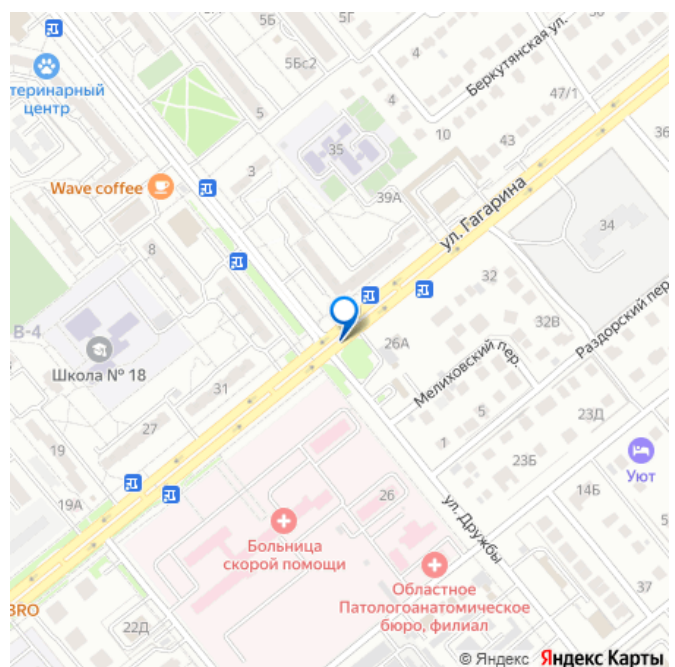 5Б
5Г
4
58
Беркутянская ул.
5Бс2
теринарный
центр
5
4
47/1
10
43
36
35
3
39А
Wave coffee
ул. Гагарина
34
8
32
В-4
32В
Раздорский пер
26А
Школа № 18
Мелиховский пер.
31
27
5
23Д
19
1
23Б
Уют
19А
14Б
26
ул. Дружбы
5
Больница
скорой помощи
Областное
Патологоанатомическое
бюро, филиал
37
BRO
22Д
© Яндекс Яндекс Карты